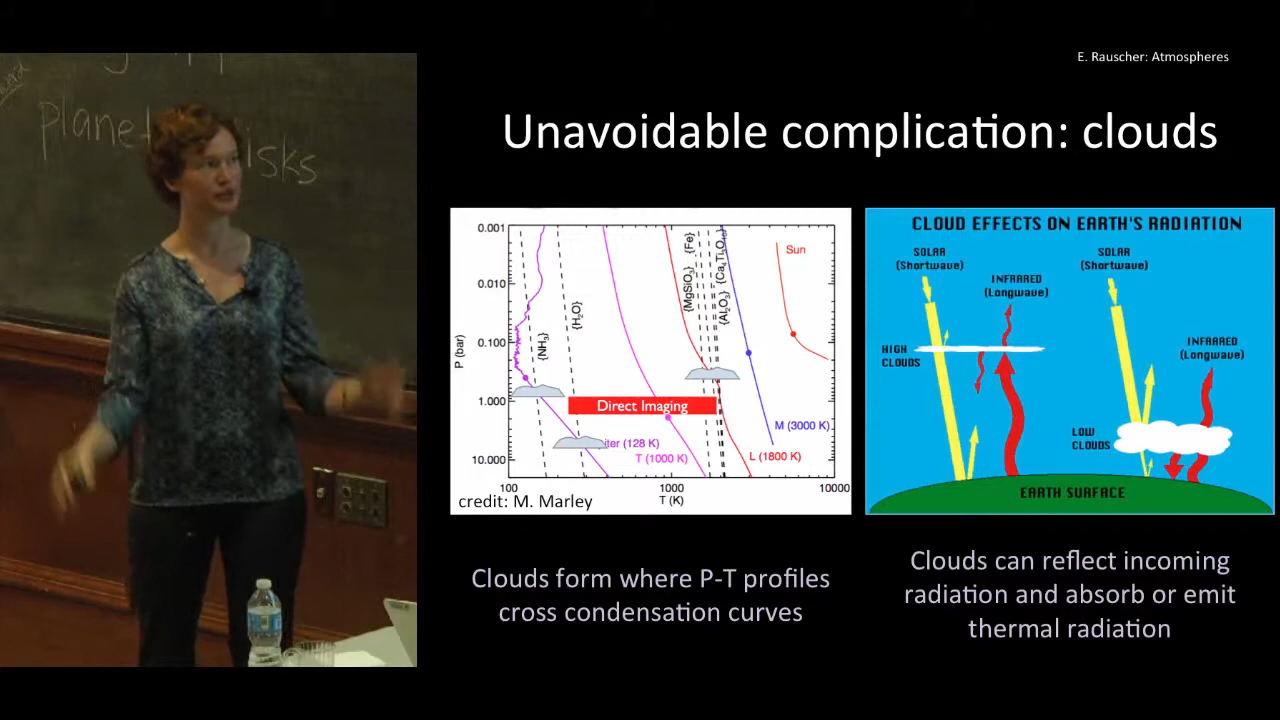 E. Rauscher: Atmospheres
Unavoidable complication: clouds
plane
isks
0.001
0.010
0.100
1.000
10.000
P (bar)
100
1000
10000
T (K)
{NH₃}
{H₂O}
{MgSiO₃}
{Fe}
Sun
Direct Imaging
iter (128 K)
T (1000 K)
L (1800 K)
M (3000 K)
credit: M. Marley
CLOUD EFFECTS ON EARTH'S RADIATION
SOLAR
(Shortwave)
INFRARED
(Longwave)
HIGH
CLOUDS
SOLAR
(Shortwave)
INFRARED
(Longwave)
LOW
CLOUDS
EARTH SURFACE
Clouds form where P-T profiles
cross condensation curves
Clouds can reflect incoming
radiation and absorb or emit
thermal radiation